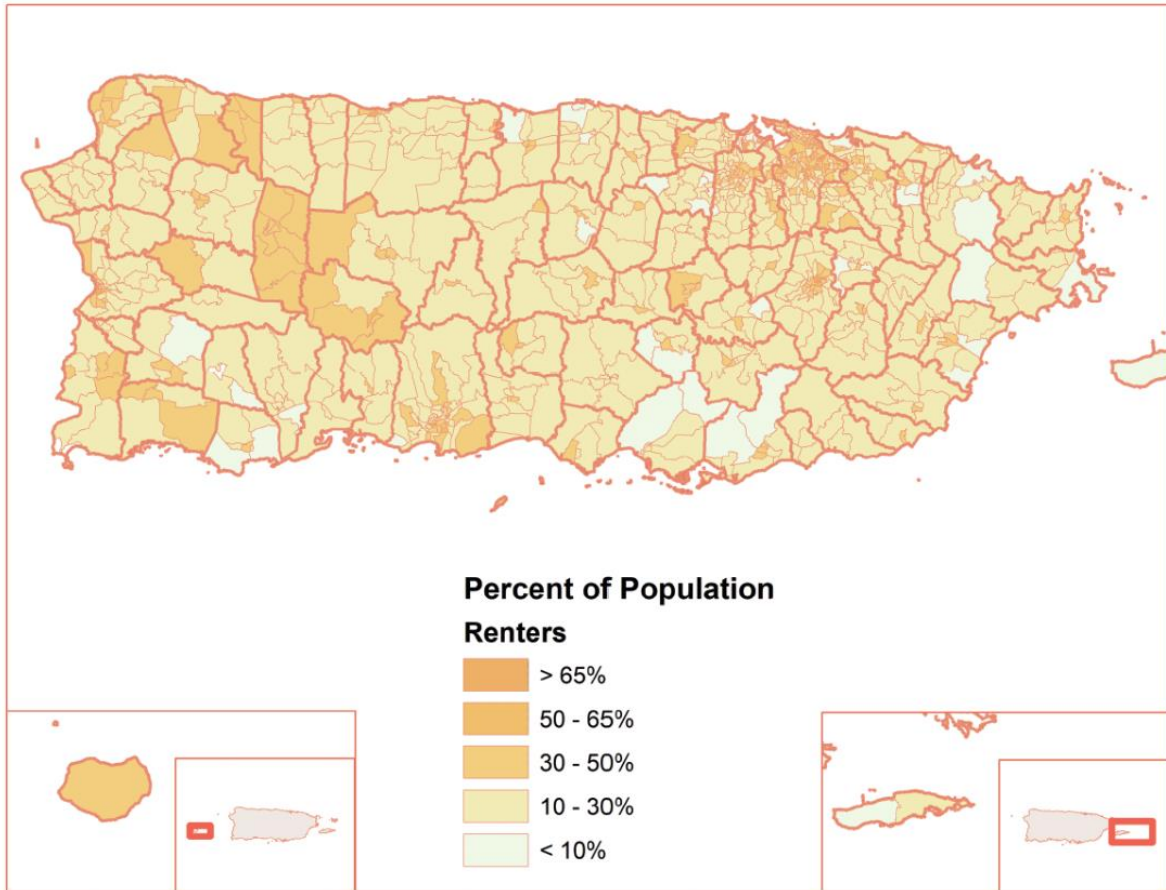 Percent of Population
Renters
> 65%
50 - 65%
30 - 50%
10 - 30%
< 10%